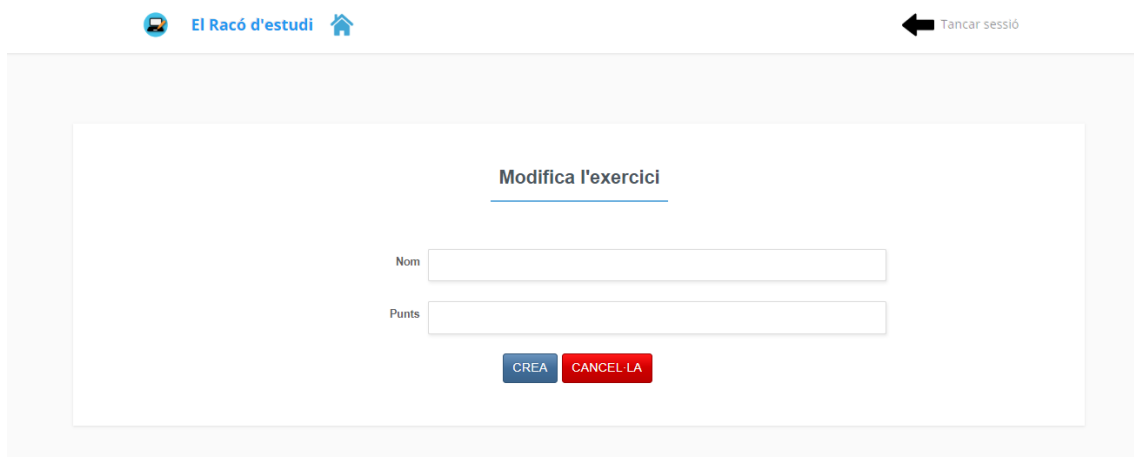 El Racó d'estudi
Tancar sessió
Modifica l'exercici
Nom
Punts
CREA CANCEL·LA